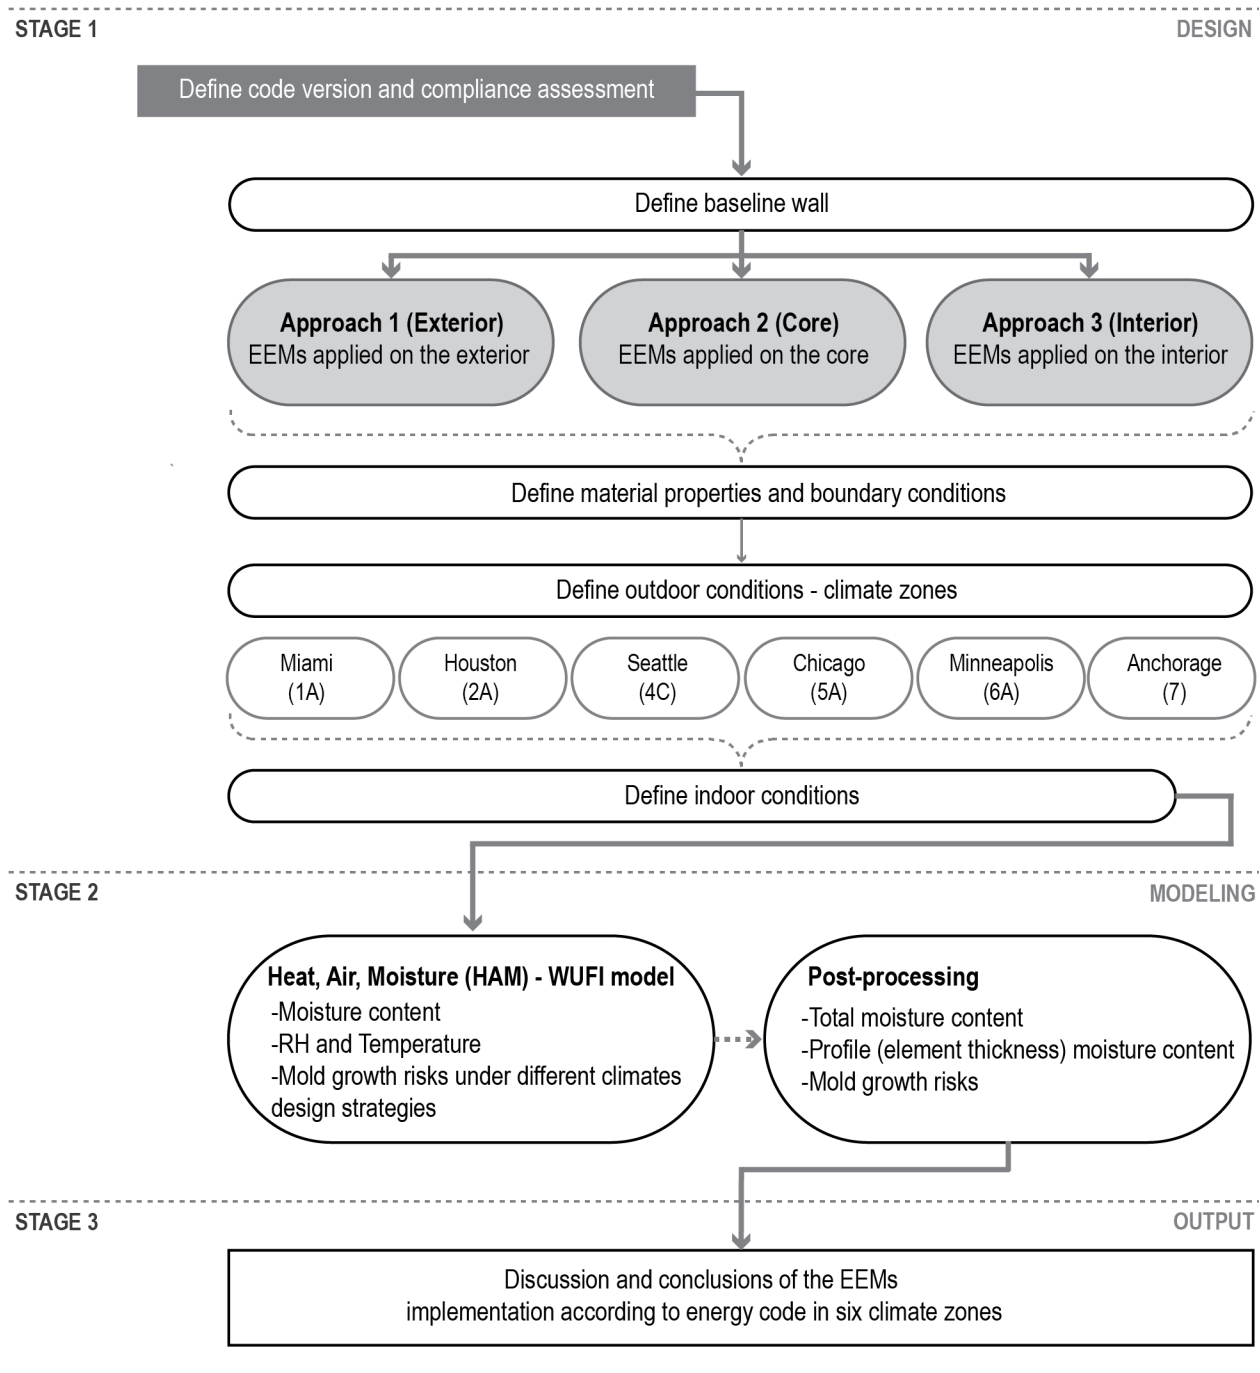 STAGE 1
DESIGN
Define code version and compliance assessment
Define baseline wall
Approach 1 (Exterior)
EEMs applied on the exterior
Approach 2 (Core)
EEMs applied on the core
Approach 3 (Interior)
EEMs applied on the interior
Define material properties and boundary conditions
Define outdoor conditions - climate zones
Miami
(1A)
Houston
(2A)
Seattle
(4C)
Chicago
(5A)
Minneapolis
(6A)
Anchorage
(7)
Define indoor conditions
STAGE 2
MODELING
Heat, Air, Moisture (HAM) - WUFI model
-Moisture content
-RH and Temperature
-Mold growth risks under different climates
design strategies
Post-processing
-Total moisture content
-Profile (element thickness) moisture content
-Mold growth risks
STAGE 3
OUTPUT
Discussion and conclusions of the EEMs
implementation according to energy code in six climate zones